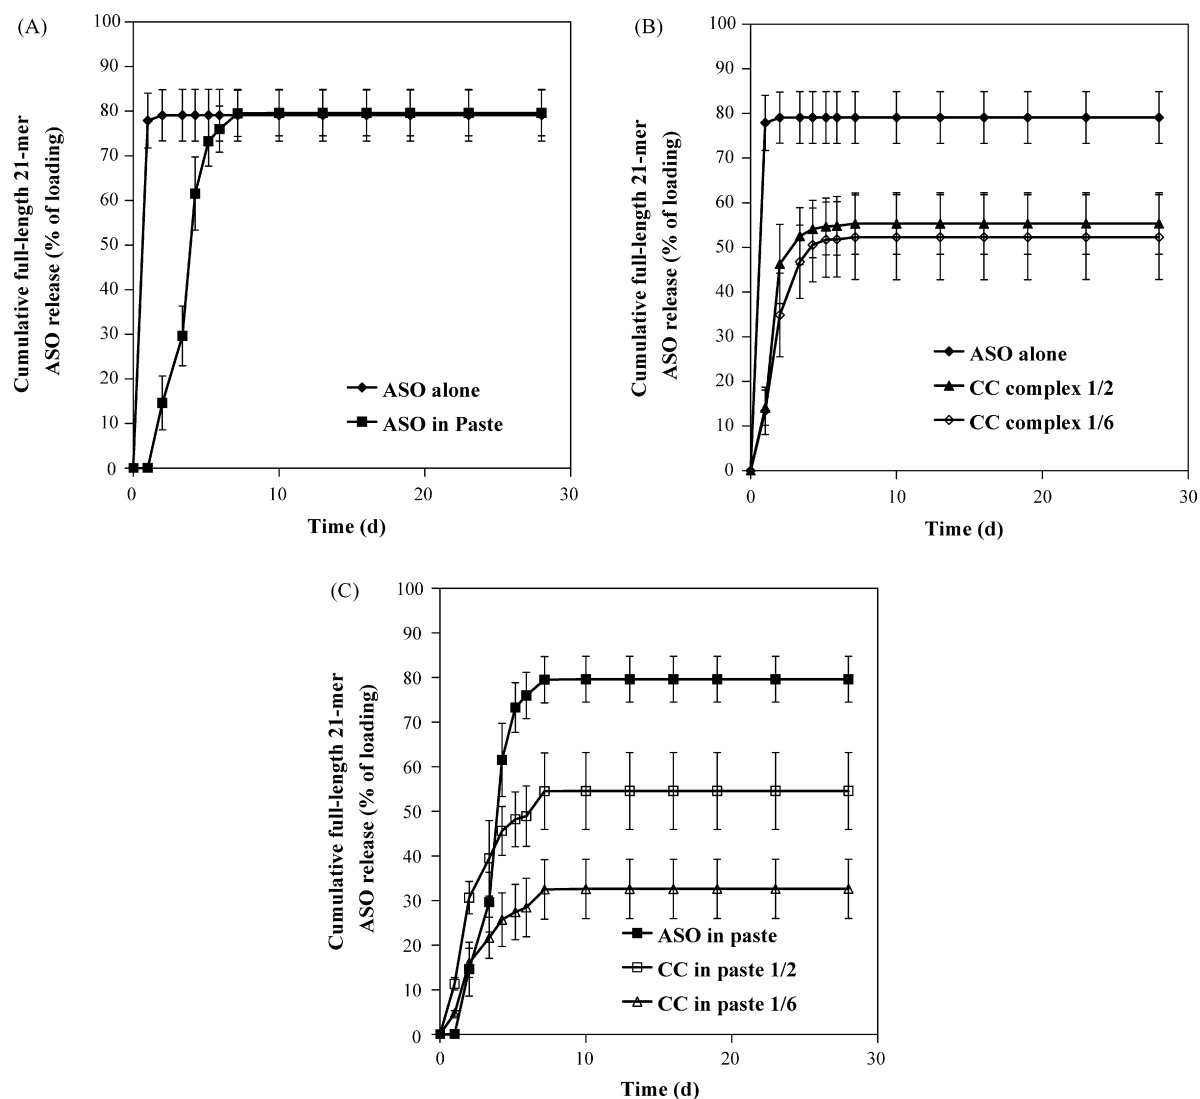 (A)
100
90
80
70
60
50
40
30
20
10
0
Cumulative full-length 21-mer
ASO release (% of loading)
ASO alone
ASO in Paste
0 10 20 30
Time (d)
(B)
100
90
80
70
60
50
40
30
20
10
0
Cumulative full-length 21-mer
ASO release (% of loading)
ASO alone
CC complex 1/2
CC complex 1/6
0 10 20 30
Time (d)
(C)
100
90
80
70
60
50
40
30
20
10
0
Cumulative full-length 21-mer
ASO release (% of loading)
ASO in paste
CC in paste 1/2
CC in paste 1/6
0 10 20 30
Time (d)